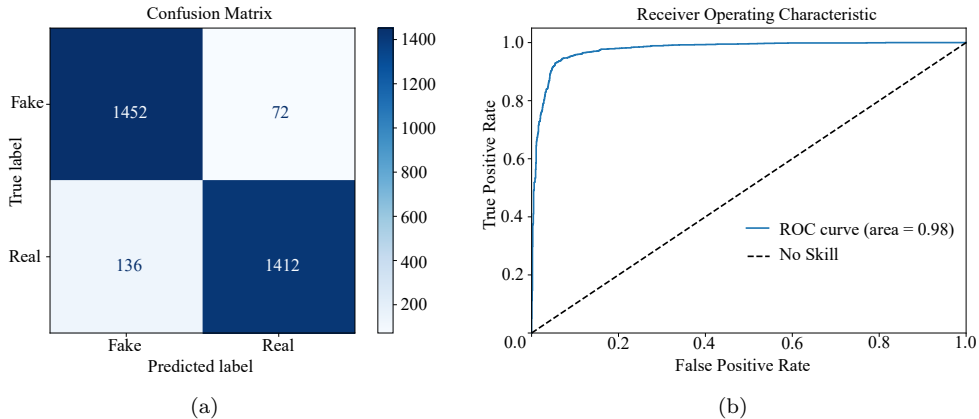 Confusion Matrix
Fake
Real
True label
1452
72
136
1412
Fake
Real
Predicted label
1400
1200
1000
800
600
400
200
(a)
Receiver Operating Characteristic
1.0
0.8
0.6
0.4
0.2
0.0
0.2
0.4
0.6
0.8
1.0
True Positive Rate
False Positive Rate
ROC curve (area = 0.98)
No Skill
(b)